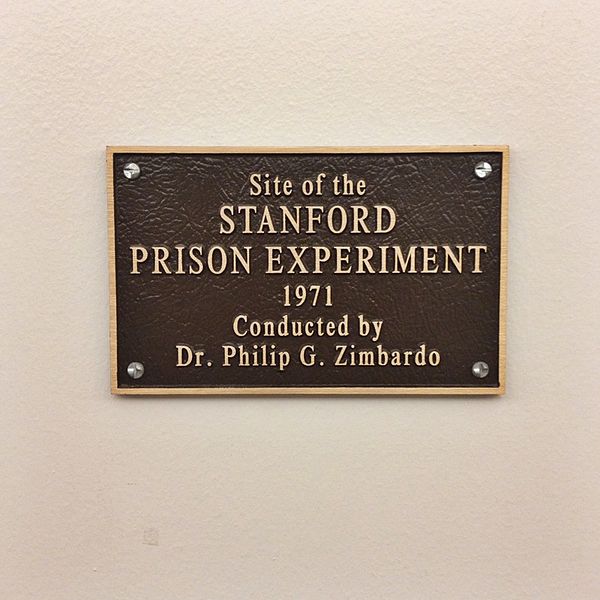 Site of the
STANFORD
PRISON EXPERIMENT
1971
Conducted by
Dr. Philip G. Zimbardo